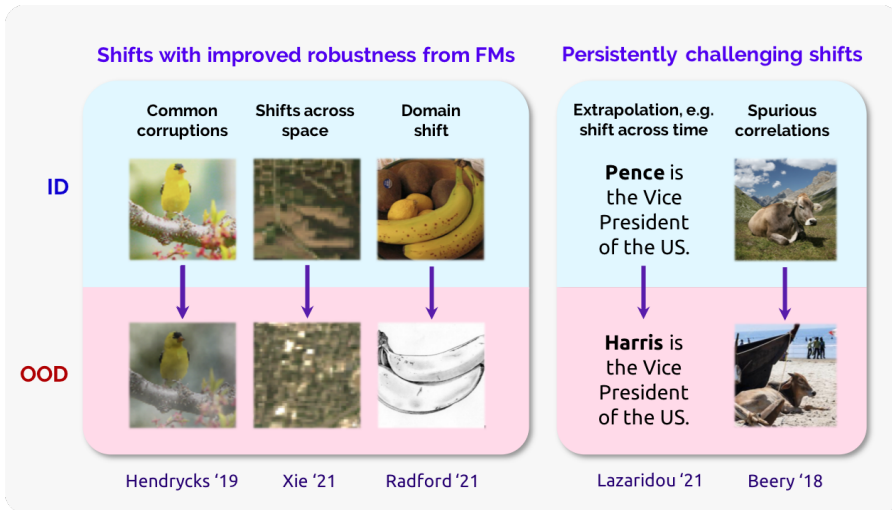 Shifts with improved robustness from FMs
Persistently challenging shifts
Common
corruptions
Shifts across
space
Domain
shift
Extrapolation, e.g.
shift across time
Spurious
correlations
ID
Pence is
the Vice
President
of the US.
OOD
Harris is
the Vice
President
of the US.
Hendrycks ‘19
Xie ‘21
Radford ‘21
Lazaridou ‘21
Beery ‘18